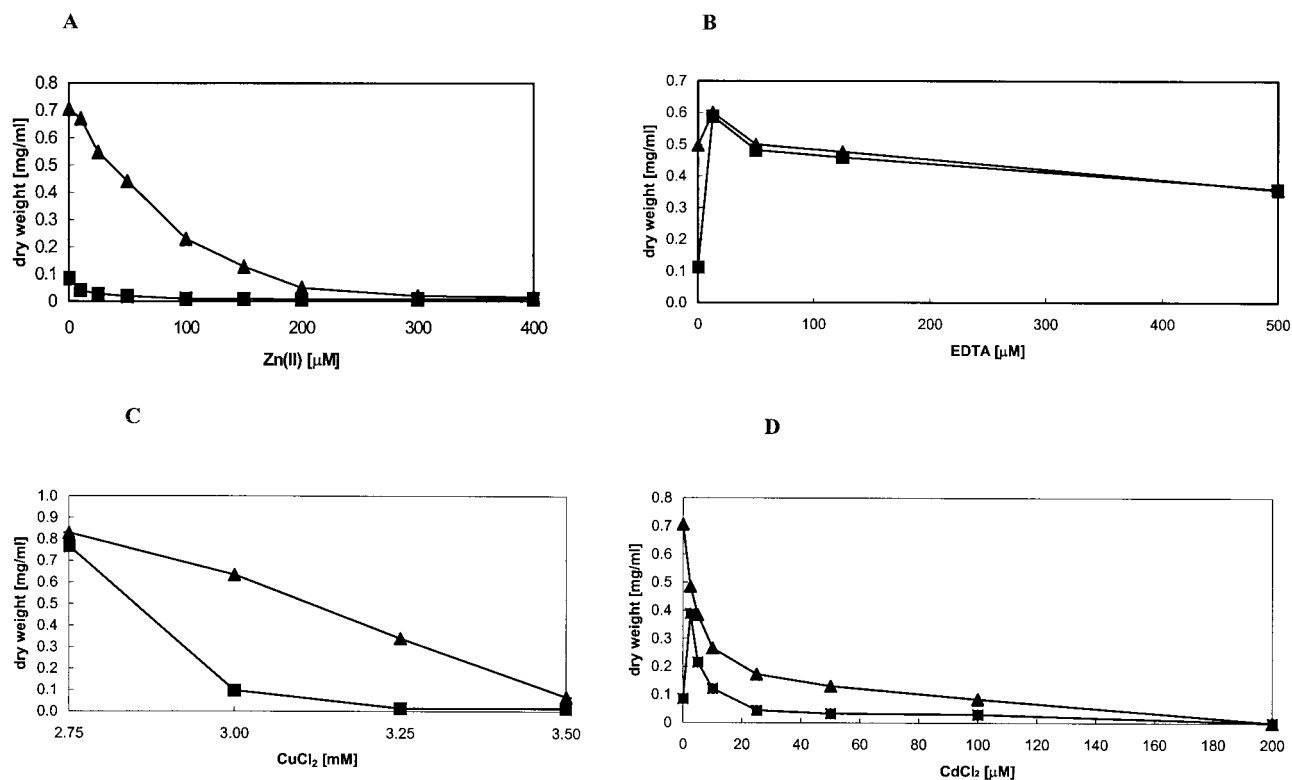 A
B
dry weight [mg/ml]
0.8
0.7
0.6
0.5
0.4
0.3
0.2
0.1
0
0 100 200 300 400
Zn(II) [μM]
dry weight [mg/ml]
0.7
0.6
0.5
0.4
0.3
0.2
0.1
0.0
0 100 200 300 400 500
EDTA [μM]
C
D
dry weight [mg/ml]
1.0
0.9
0.8
0.7
0.6
0.5
0.4
0.3
0.2
0.1
0.0
2.75 3.00 3.25 3.50
CuCl₂ [mM]
dry weight [mg/ml]
0.8
0.7
0.6
0.5
0.4
0.3
0.2
0.1
0
0 20 40 60 80 100 120 140 160 180 200
CdCl₂ [μM]